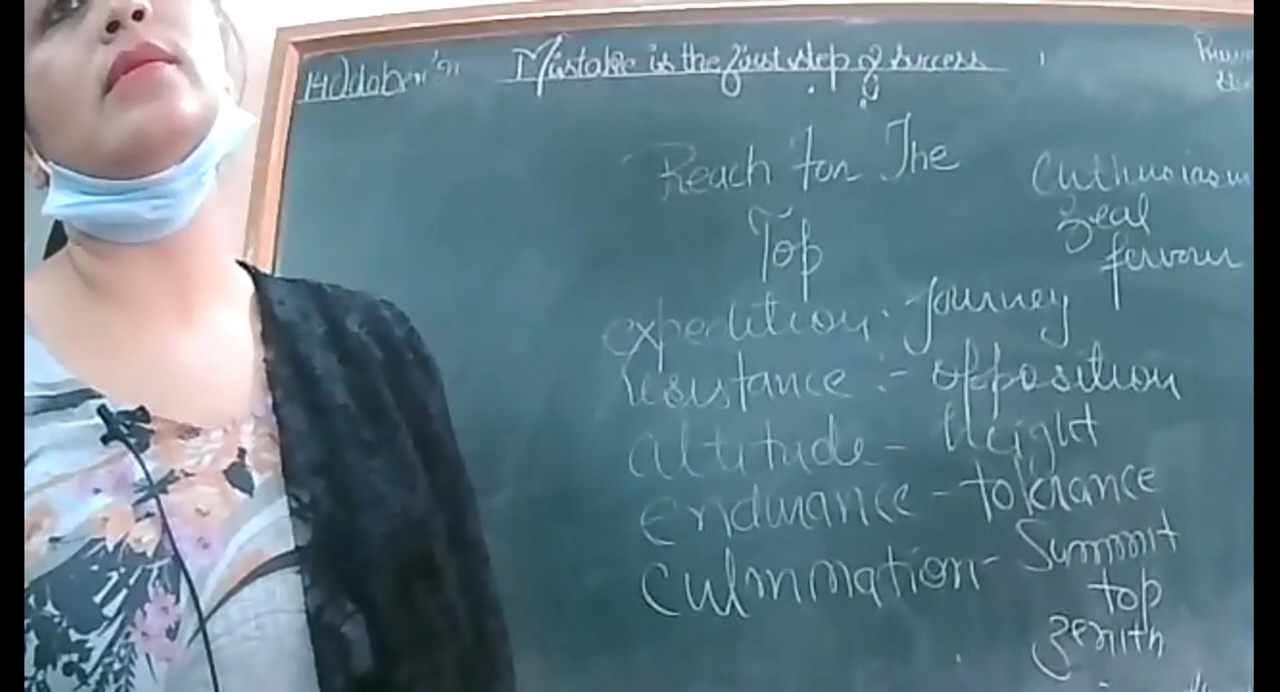 14 October '21 Mistake is the first step of success
Reach for The
Top
Enthusiasm
zeal
fervour
expedition . Journey
resistance :- opposition
altitude - Height
Endurance - tolerance
Culmination - Summit
top
zenith